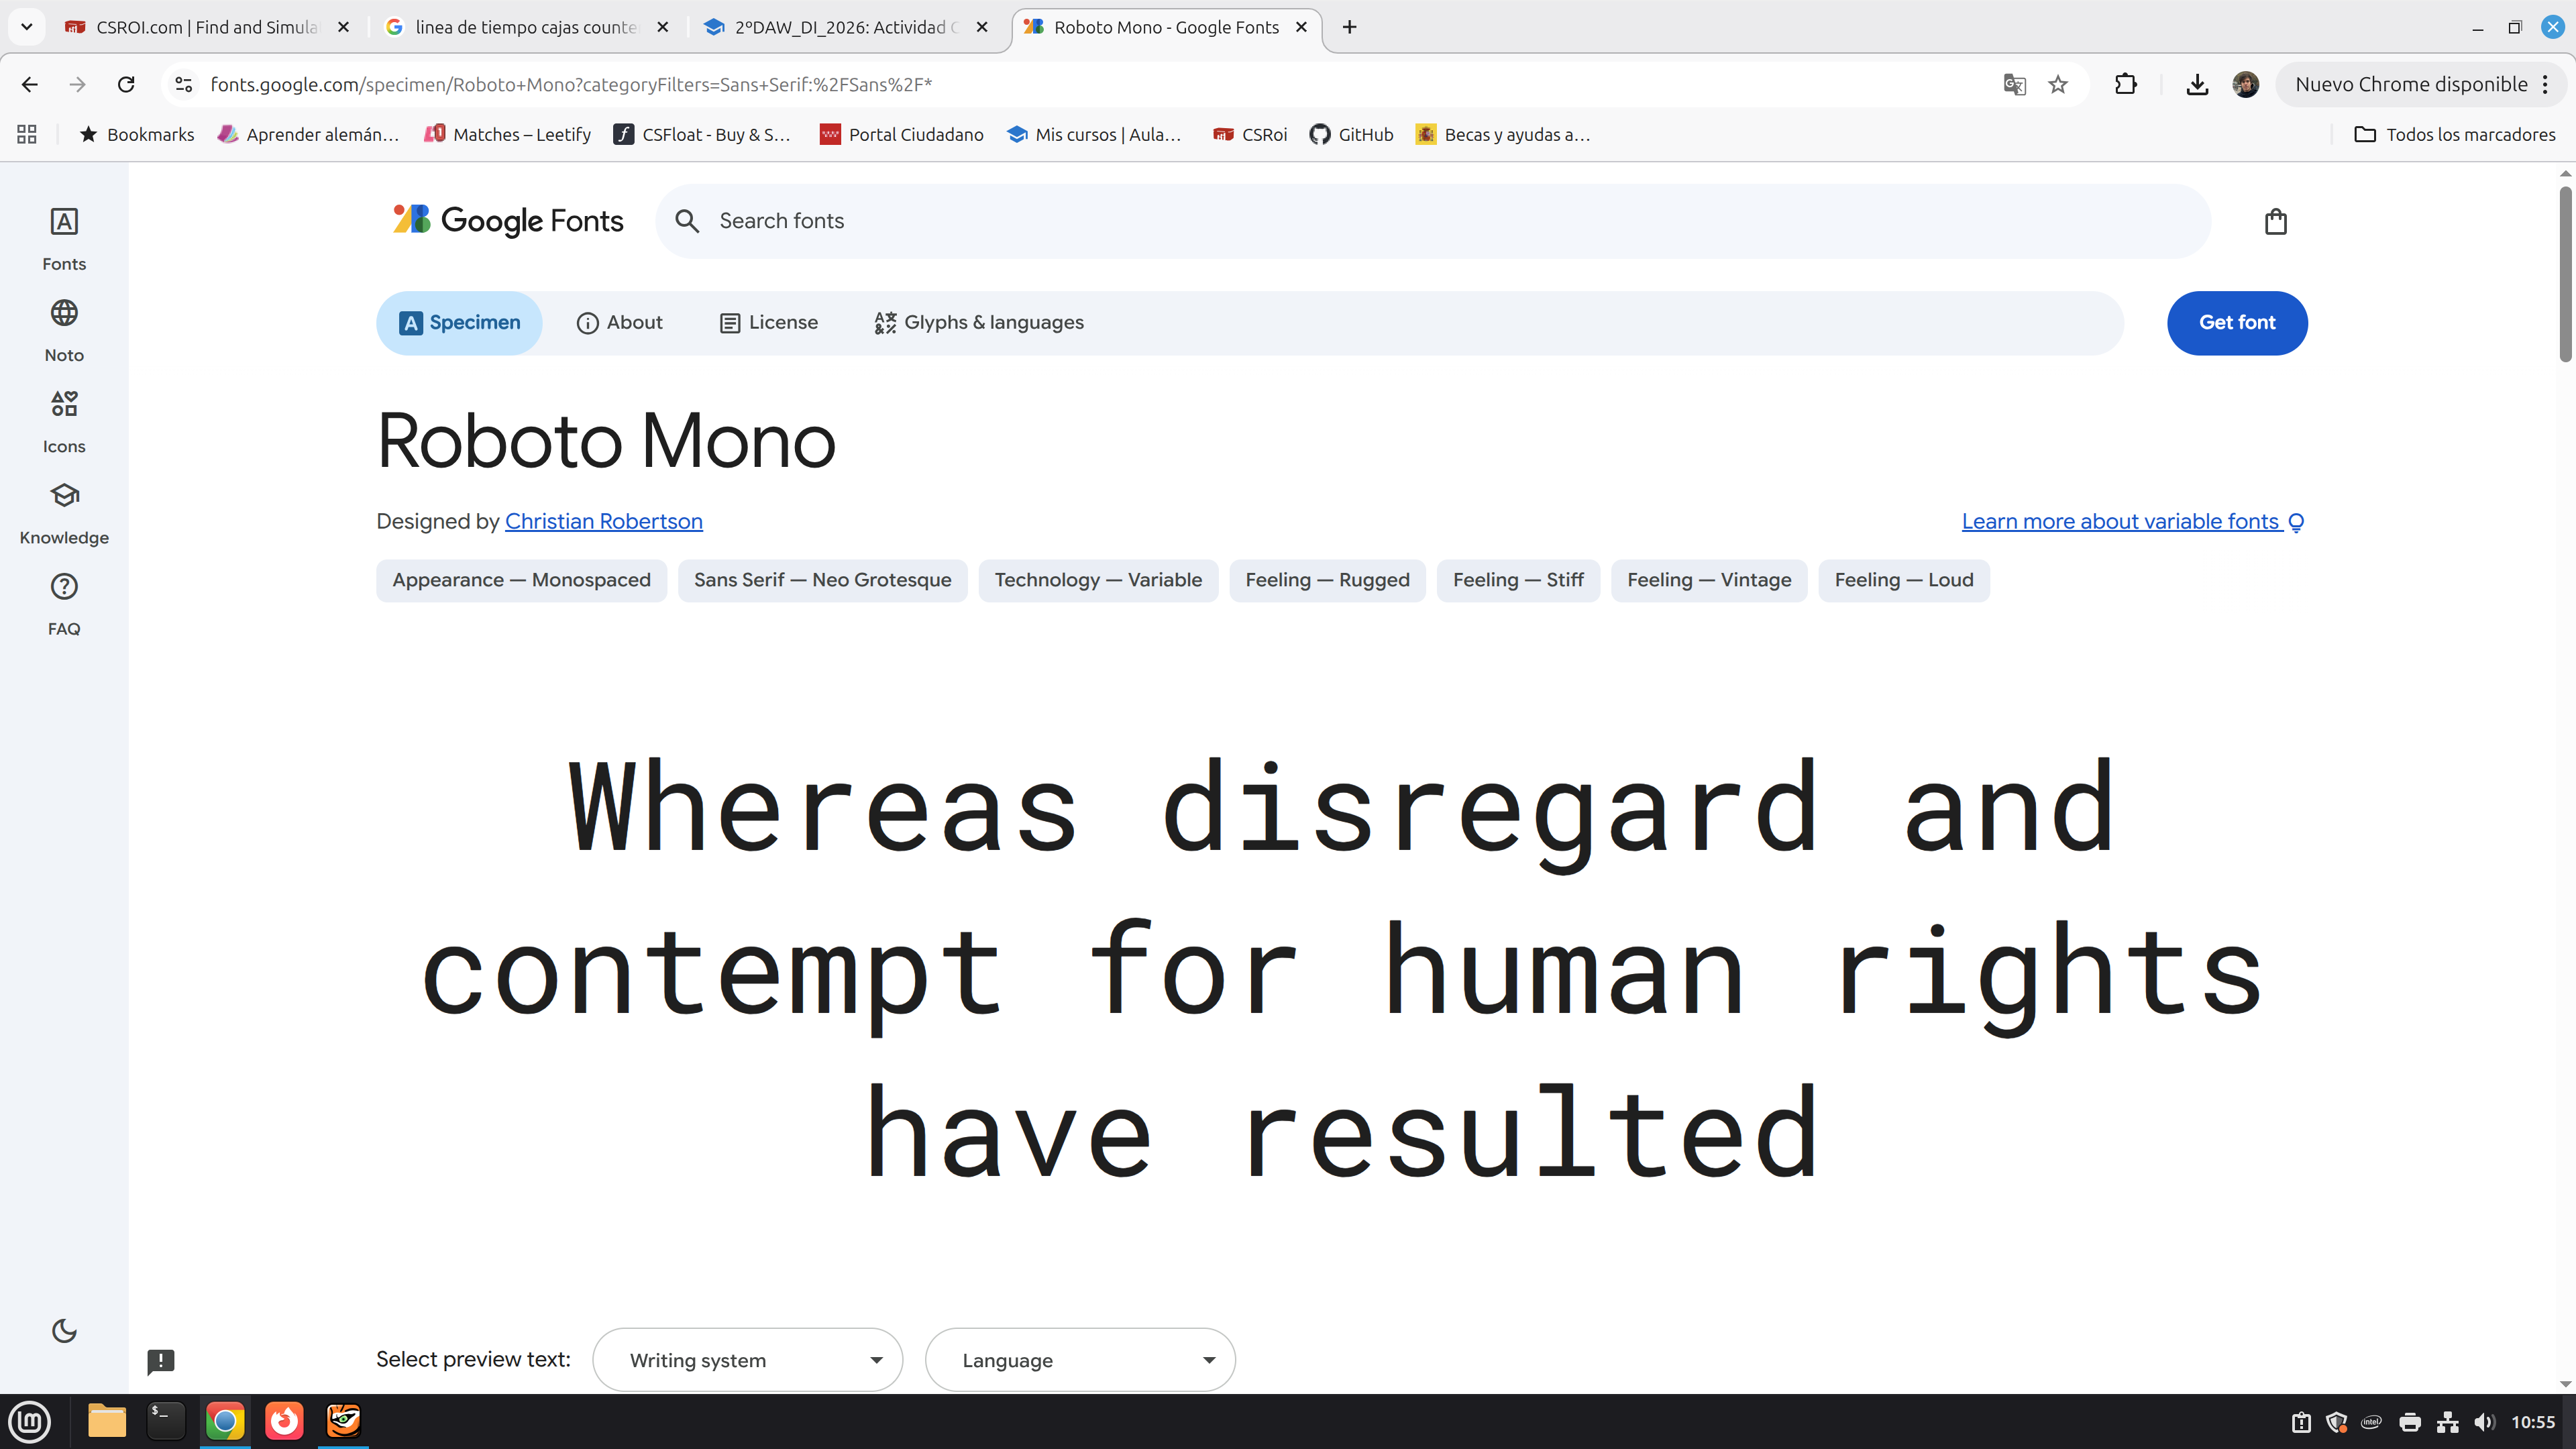 CSROI.com | Find and Simula
linea de tiempo cajas counte
2ºDAW_DI_2026: Actividad
Roboto Mono - Google Fonts
fonts.google.com/specimen/Roboto+Mono?categoryFilters=Sans+Serif:%2FSans%2F*
Nuevo Chrome disponible
Bookmarks
Aprender alemán...
Matches – Leetify
CSFloat - Buy & S...
Portal Ciudadano
Mis cursos | Aula...
CSRoi
GitHub
Becas y ayudas a...
Todos los marcadores
Fonts
Noto
Icons
Knowledge
FAQ
Google Fonts
Search fonts
Specimen
About
License
Glyphs & languages
Get font
Roboto Mono
Designed by Christian Robertson
Learn more about variable fonts
Appearance — Monospaced
Sans Serif — Neo Grotesque
Technology — Variable
Feeling — Rugged
Feeling — Stiff
Feeling — Vintage
Feeling — Loud
Whereas disregard and
contempt for human rights
have resulted
Select preview text:
Writing system
Language
10:55